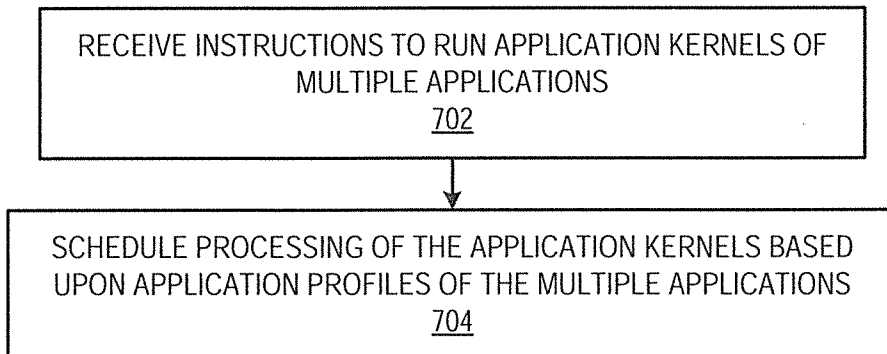 RECEIVE INSTRUCTIONS TO RUN APPLICATION KERNELS OF
MULTIPLE APPLICATIONS
702
SCHEDULE PROCESSING OF THE APPLICATION KERNELS BASED
UPON APPLICATION PROFILES OF THE MULTIPLE APPLICATIONS
704